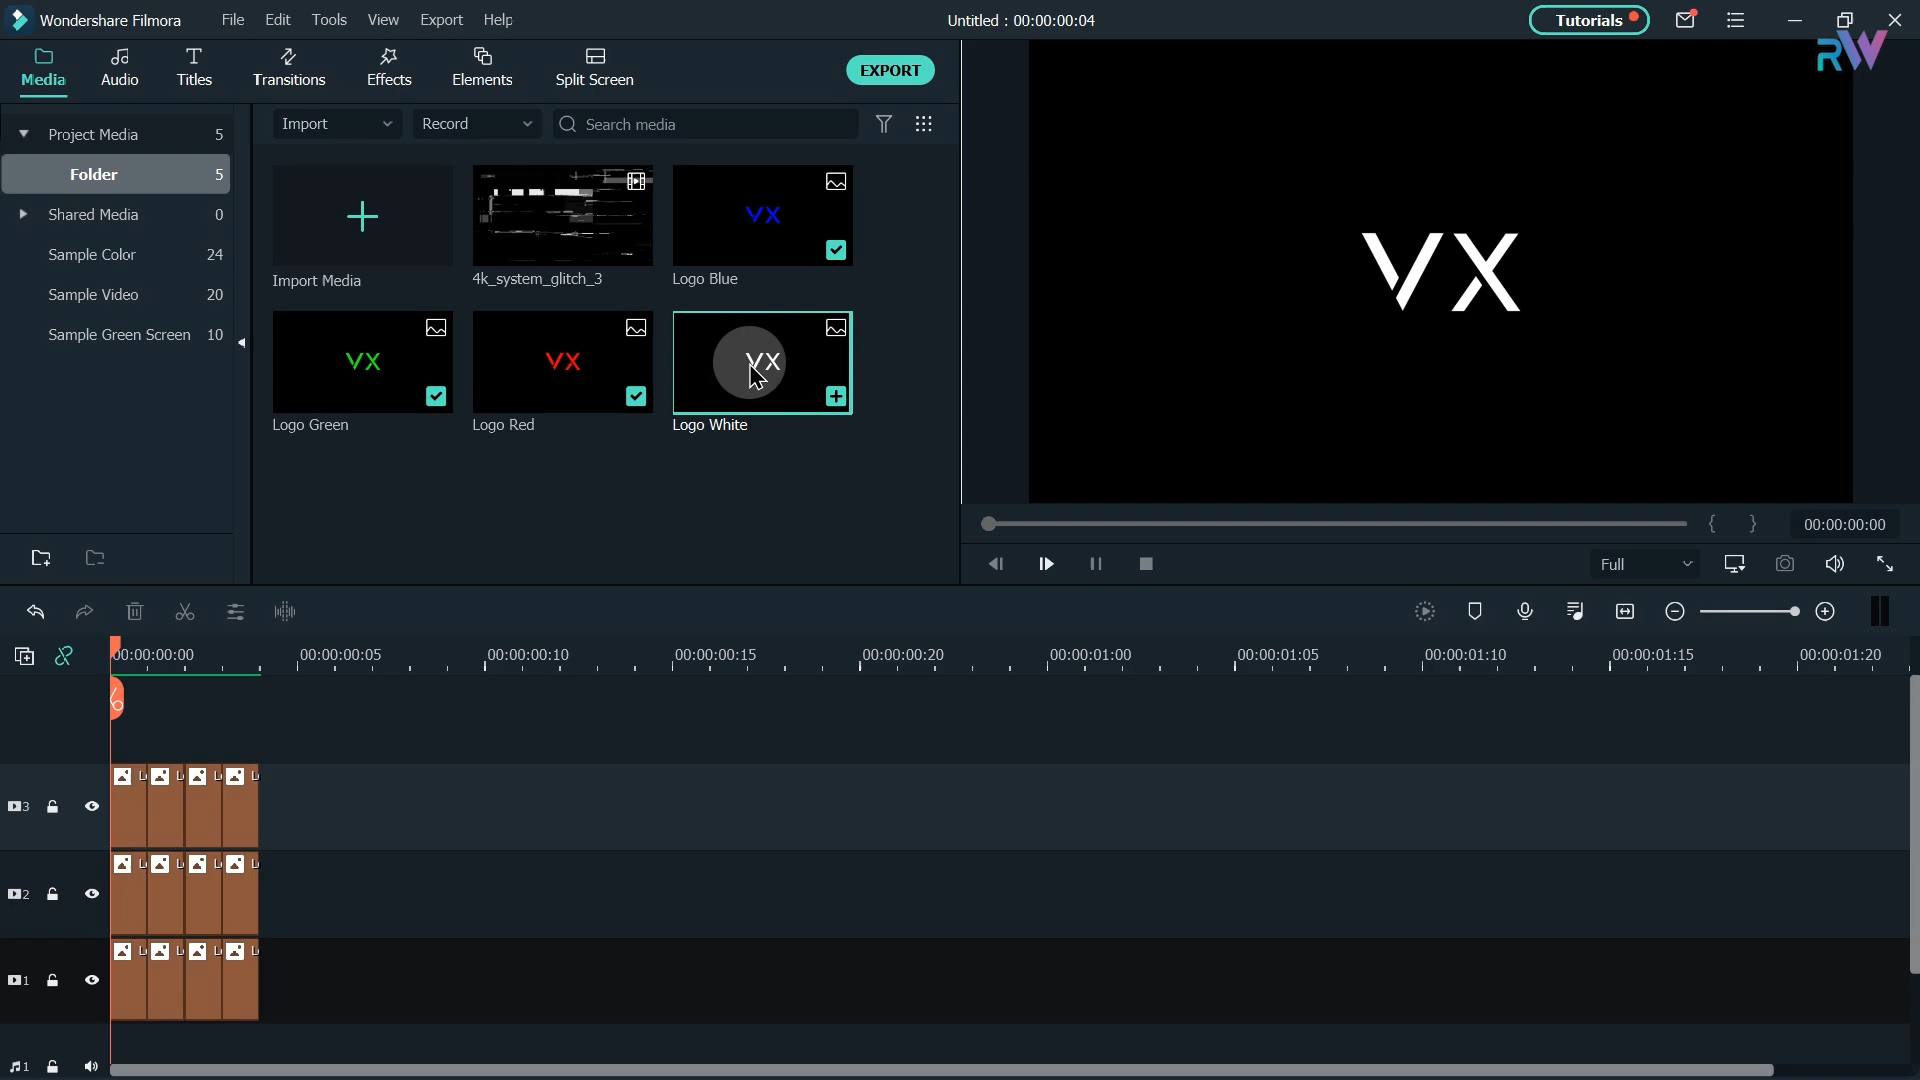 Wondershare Filmora File Edit Tools View Export Help Untitled : 00:00:00:04 Tutorials
RW
Media Audio Titles Transitions Effects Elements Split Screen EXPORT
Project Media 5
Import Record Search media
Folder 5
Shared Media 0
Sample Color 24
Sample Video 20
Sample Green Screen 10
VX
Import Media 4k_system_glitch_3 Logo Blue
VX VX VX
Logo Green Logo Red Logo White
VX
{ } 00:00:00:00
Full
00:00:00:00 00:00:00:05 00:00:00:10 00:00:00:15 00:00:00:20 00:00:01:00 00:00:01:05 00:00:01:10 00:00:01:15 00:00:01:20
3
2
1
1